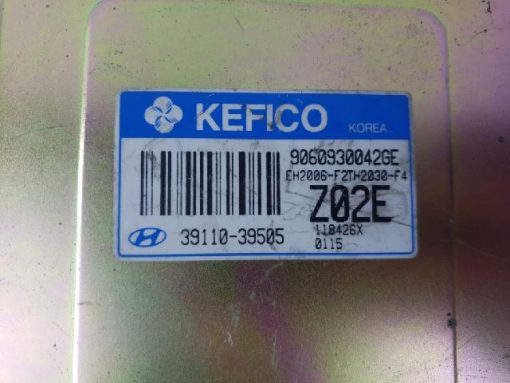 KEFICO KOREA
9060930042GE
EH2006-F2TH2030-F4
Z02E
39110-39505
118426X
0115